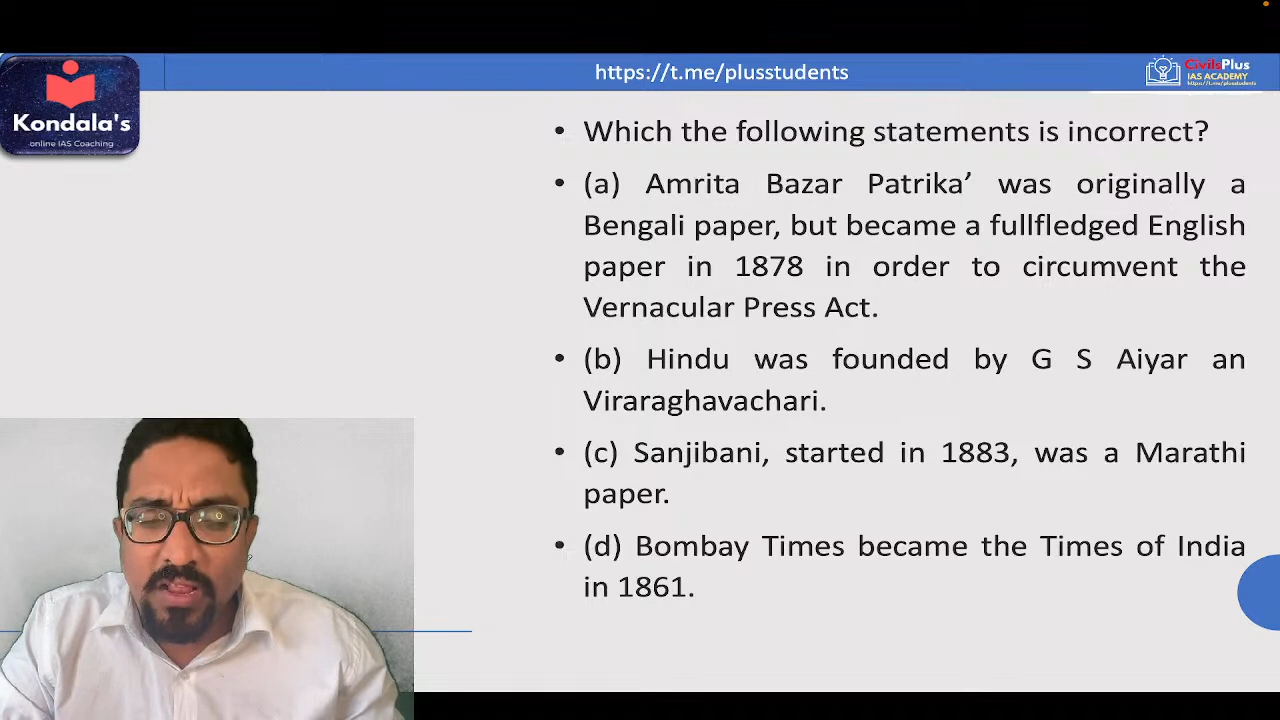 https://t.me/plusstudents
CivilsPlus
IAS ACADEMY
https://t.me/plusstudents
Kondala's
online IAS Coaching
• Which the following statements is incorrect?
• (a) Amrita Bazar Patrika’ was originally a
Bengali paper, but became a fullfledged English
paper in 1878 in order to circumvent the
Vernacular Press Act.
• (b) Hindu was founded by G S Aiyar an
Viraraghavachari.
• (c) Sanjibani, started in 1883, was a Marathi
paper.
• (d) Bombay Times became the Times of India
in 1861.